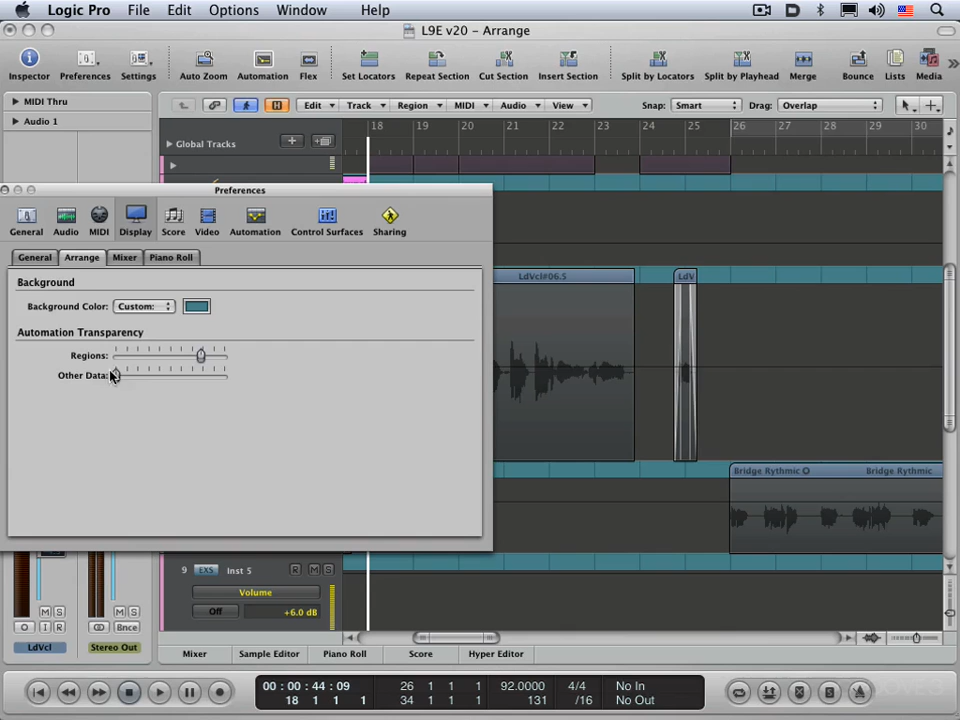 Logic Pro File Edit Options Window Help
L9E v20 - Arrange
Inspector Preferences Settings Auto Zoom Automation Flex Set Locators Repeat Section Cut Section Insert Section Split by Locators Split by Playhead Merge Bounce Lists Media
MIDI Thru
Edit Track Region MIDI Audio View Snap: Smart Drag: Overlap
Audio 1
18 19 20 21 22 23 24 25 26 27 28 29 30
Global Tracks
Preferences
General Audio MIDI Display Score Video Automation Control Surfaces Sharing
General Arrange Mixer Piano Roll
Background
Background Color: Custom:
Automation Transparency
Regions:
Other Data:
LdVcl#06.5 LdV
Bridge Rythmic Bridge Rythmic
9 EXS Inst 5 R M S
Volume
Off +6.0 dB
M S M S
O I R Bnce
LdVcl Stereo Out
Mixer Sample Editor Piano Roll Score Hyper Editor
00 : 00 : 44 : 09 26 1 1 1 92.0000 4/4 No In
18 1 1 1 34 1 1 1 131 /16 No Out